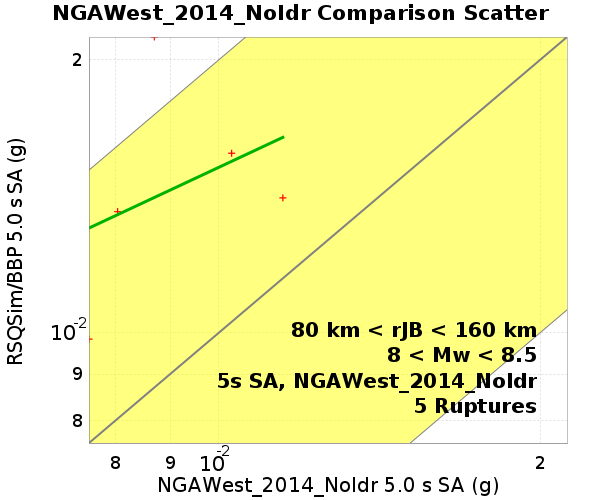 NGAWest_2014_NoIdr Comparison Scatter
RSQSim/BBP 5.0 s SA (g)
2
10-2
9
8
80 km < rJB < 160 km
8 < Mw < 8.5
5s SA, NGAWest_2014_NoIdr
5 Ruptures
8 9 10-2 2
NGAWest_2014_NoIdr 5.0 s SA (g)